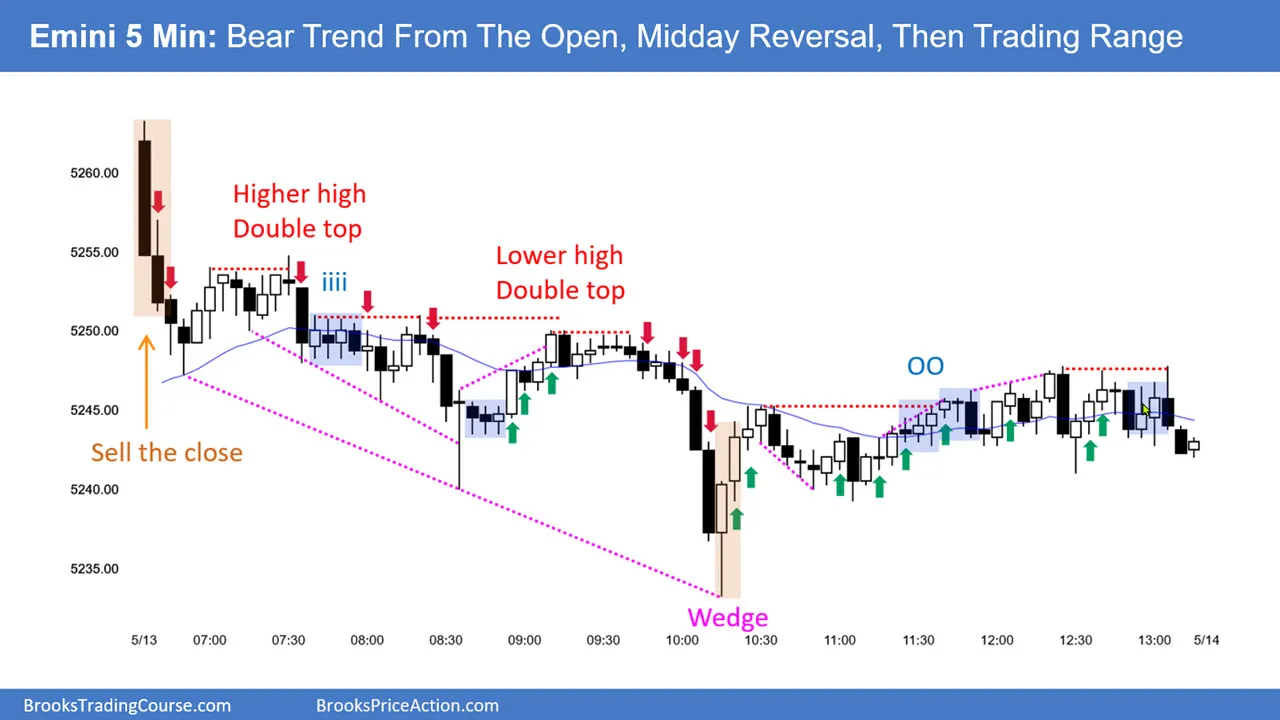 Emini 5 Min: Bear Trend From The Open, Midday Reversal, Then Trading Range
5260.00
5255.00
5250.00
5245.00
5240.00
5235.00
Higher high
Double top
iiii
Lower high
Double top
OO
Sell the close
Wedge
5/13
07:00
07:30
08:00
08:30
09:00
09:30
10:00
10:30
11:00
11:30
12:00
12:30
13:00
5/14
BrooksTradingCourse.com
BrooksPriceAction.com